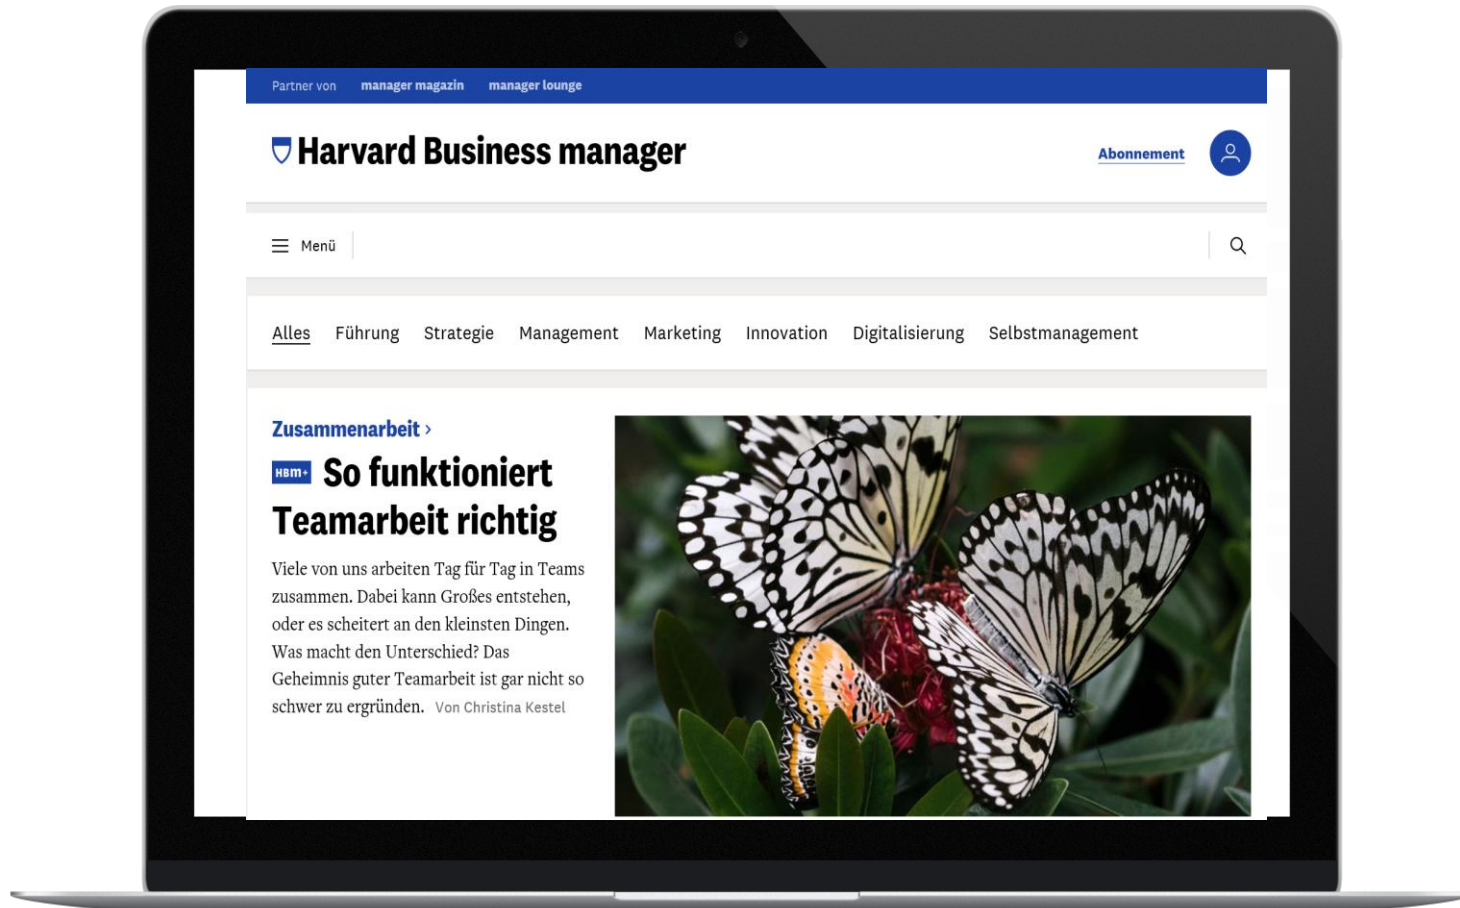 Partner von manager magazin manager lounge
Harvard Business manager
Abonnement
Menü
Alles Führung Strategie Management Marketing Innovation Digitalisierung Selbstmanagement
Zusammenarbeit ›
HBm+ So funktioniert
Teamarbeit richtig
Viele von uns arbeiten Tag für Tag in Teams
zusammen. Dabei kann Großes entstehen,
oder es scheitert an den kleinsten Dingen.
Was macht den Unterschied? Das
Geheimnis guter Teamarbeit ist gar nicht so
schwer zu ergründen. Von Christina Kestel